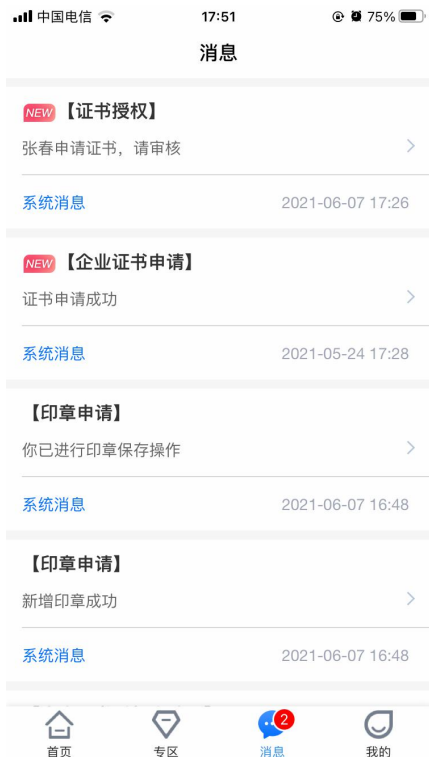 中国电信 17:51 75%
消息
NEW 【证书授权】
张春申请证书，请审核
系统消息 2021-06-07 17:26
NEW 【企业证书申请】
证书申请成功
系统消息 2021-05-24 17:28
【印章申请】
你已进行印章保存操作
系统消息 2021-06-07 16:48
【印章申请】
新增印章成功
系统消息 2021-06-07 16:48
2
首页 专区 消息 我的